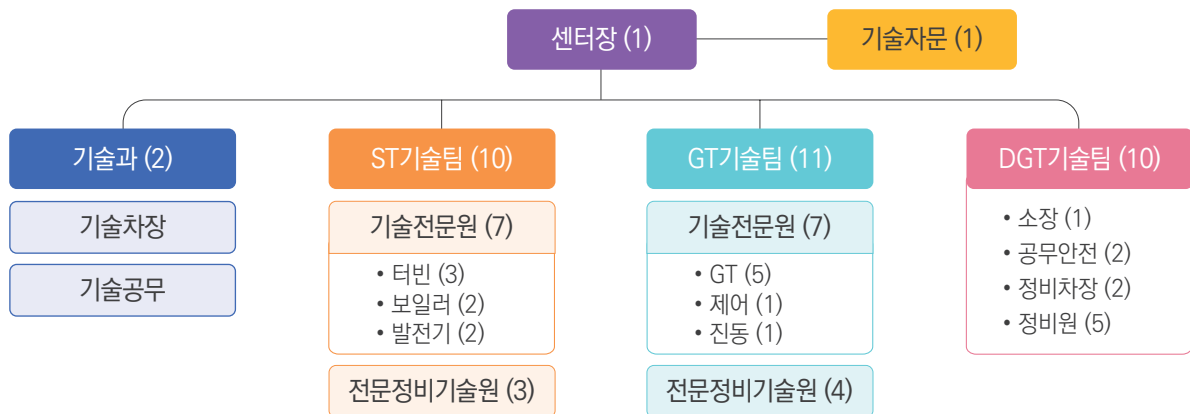 센터장 (1)
기술자문 (1)
기술과 (2)
기술차장
기술공무
ST기술팀 (10)
기술전문원 (7)
• 터빈 (3)
• 보일러 (2)
• 발전기 (2)
전문정비기술원 (3)
GT기술팀 (11)
기술전문원 (7)
• GT (5)
• 제어 (1)
• 진동 (1)
전문정비기술원 (4)
DGT기술팀 (10)
• 소장 (1)
• 공무안전 (2)
• 정비차장 (2)
• 정비원 (5)